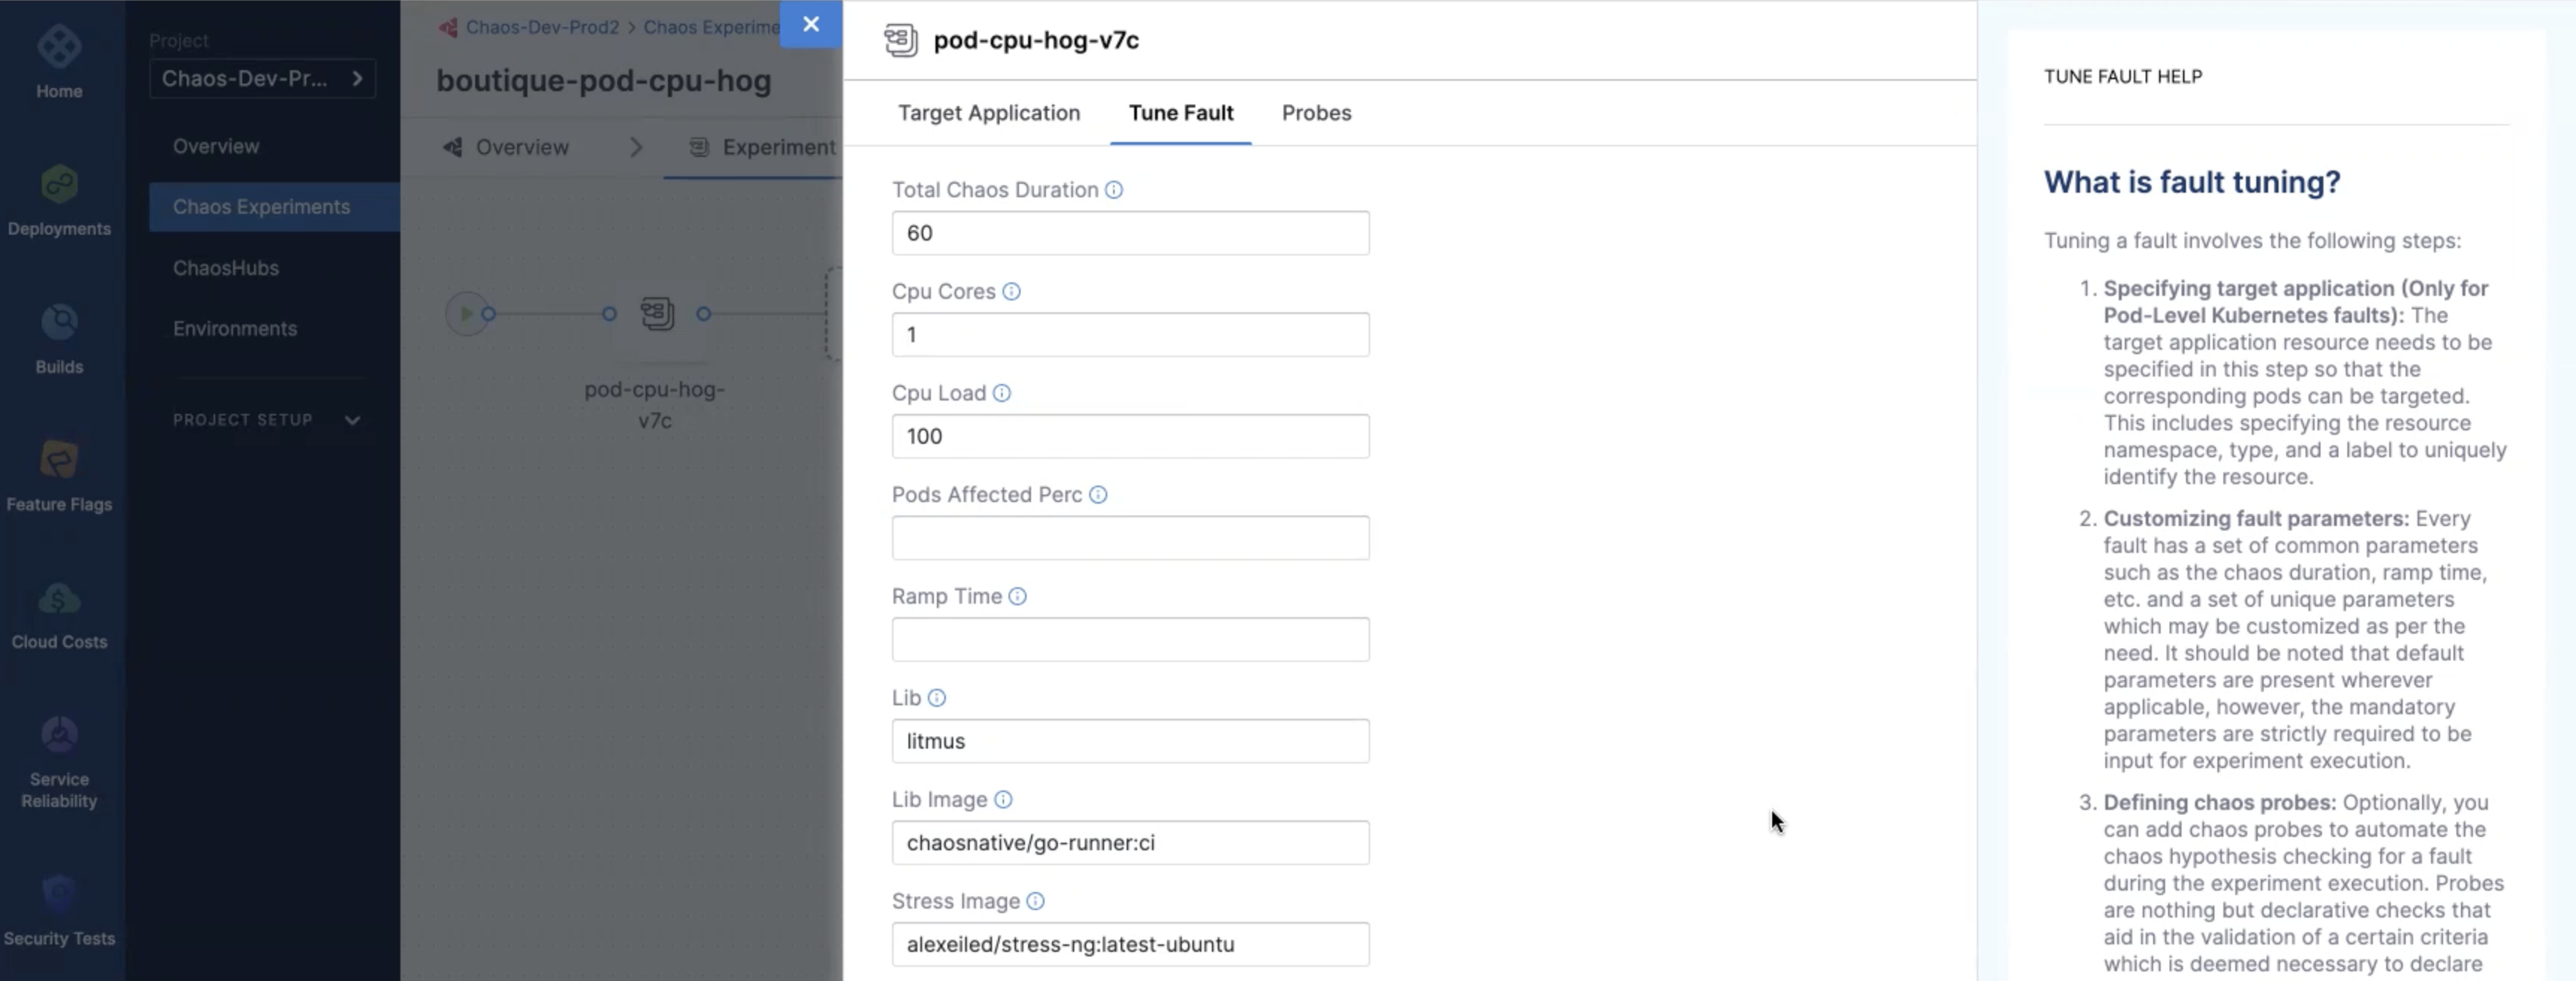 Home
Deployments
Builds
Feature Flags
Cloud Costs
Service
Reliability
Security Tests
Project
Chaos-Dev-Pr...
Overview
Chaos Experiments
ChaosHubs
Environments
PROJECT SETUP
Chaos-Dev-Prod2 > Chaos Experime
boutique-pod-cpu-hog
Overview
Experiment
pod-cpu-hog-
v7c
pod-cpu-hog-v7c
Target Application
Tune Fault
Probes
Total Chaos Duration
60
Cpu Cores
1
Cpu Load
100
Pods Affected Perc
Ramp Time
Lib
litmus
Lib Image
chaosnative/go-runner:ci
Stress Image
alexeiled/stress-ng:latest-ubuntu
TUNE FAULT HELP
What is fault tuning?
Tuning a fault involves the following steps:
1. Specifying target application (Only for
Pod-Level Kubernetes faults): The
target application resource needs to be
specified in this step so that the
corresponding pods can be targeted.
This includes specifying the resource
namespace, type, and a label to uniquely
identify the resource.
2. Customizing fault parameters: Every
fault has a set of common parameters
such as the chaos duration, ramp time,
etc. and a set of unique parameters
which may be customized as per the
need. It should be noted that default
parameters are present wherever
applicable, however, the mandatory
parameters are strictly required to be
input for experiment execution.
3. Defining chaos probes: Optionally, you
can add chaos probes to automate the
chaos hypothesis checking for a fault
during the experiment execution. Probes
are nothing but declarative checks that
aid in the validation of a certain criteria
which is deemed necessary to declare